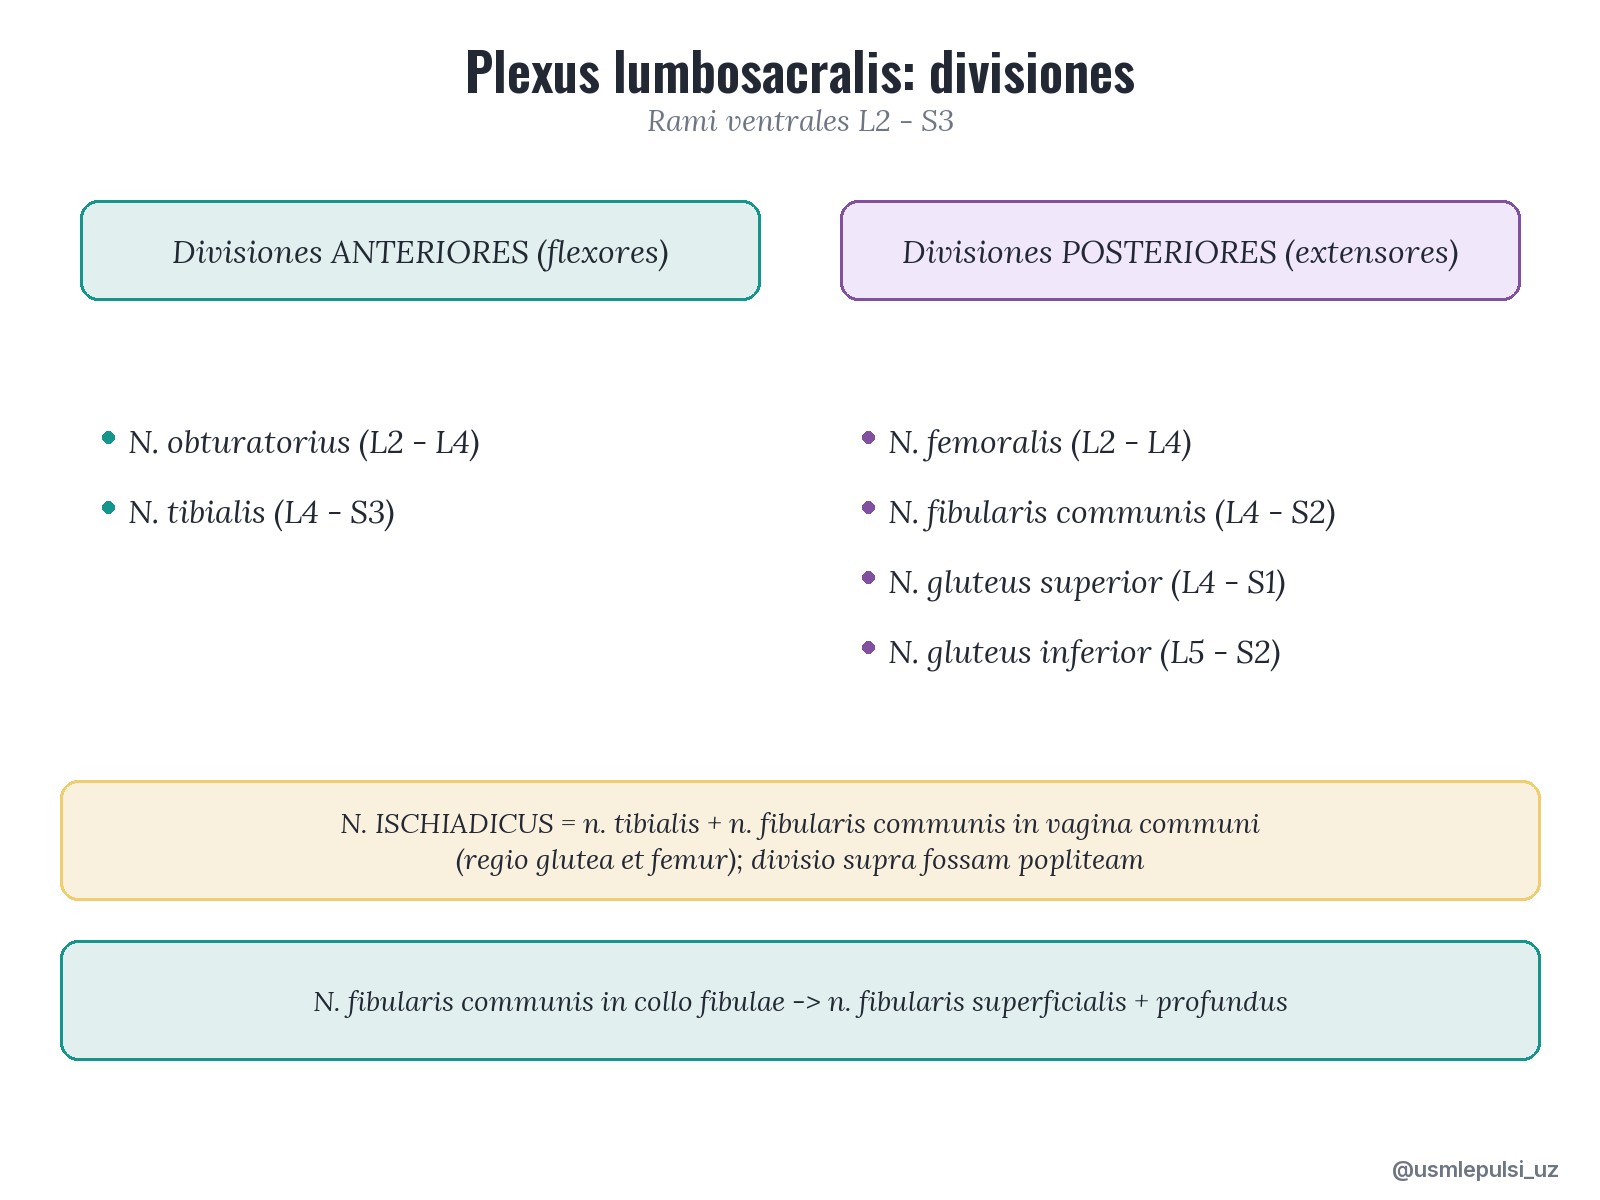 Plexus lumbosacralis: divisiones
Rami ventrales L2 - S3
Divisiones ANTERIORES (flexores)
N. obturatorius (L2 - L4)
N. tibialis (L4 - S3)
Divisiones POSTERIORES (extensores)
N. femoralis (L2 - L4)
N. fibularis communis (L4 - S2)
N. gluteus superior (L4 - S1)
N. gluteus inferior (L5 - S2)
N. ISCHIADICUS = n. tibialis + n. fibularis communis in vagina communi
(regio glutea et femur); divisio supra fossam popliteam
N. fibularis communis in collo fibulae -> n. fibularis superficialis + profundus
@usmlepulsi_uz